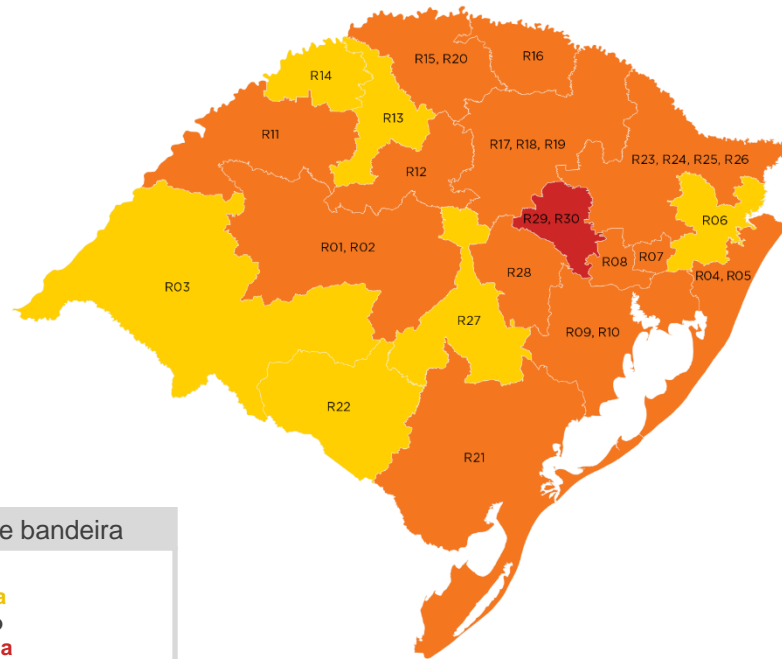 R15, R20
R16
R14
R13
R11
R17, R18, R19
R23, R24, R25, R26
R12
R29, R30
R06
R01, R02
R08
R07
R28
R04, R05
R03
R27
R09, R10
R22
R21
e bandeira
a
o
a